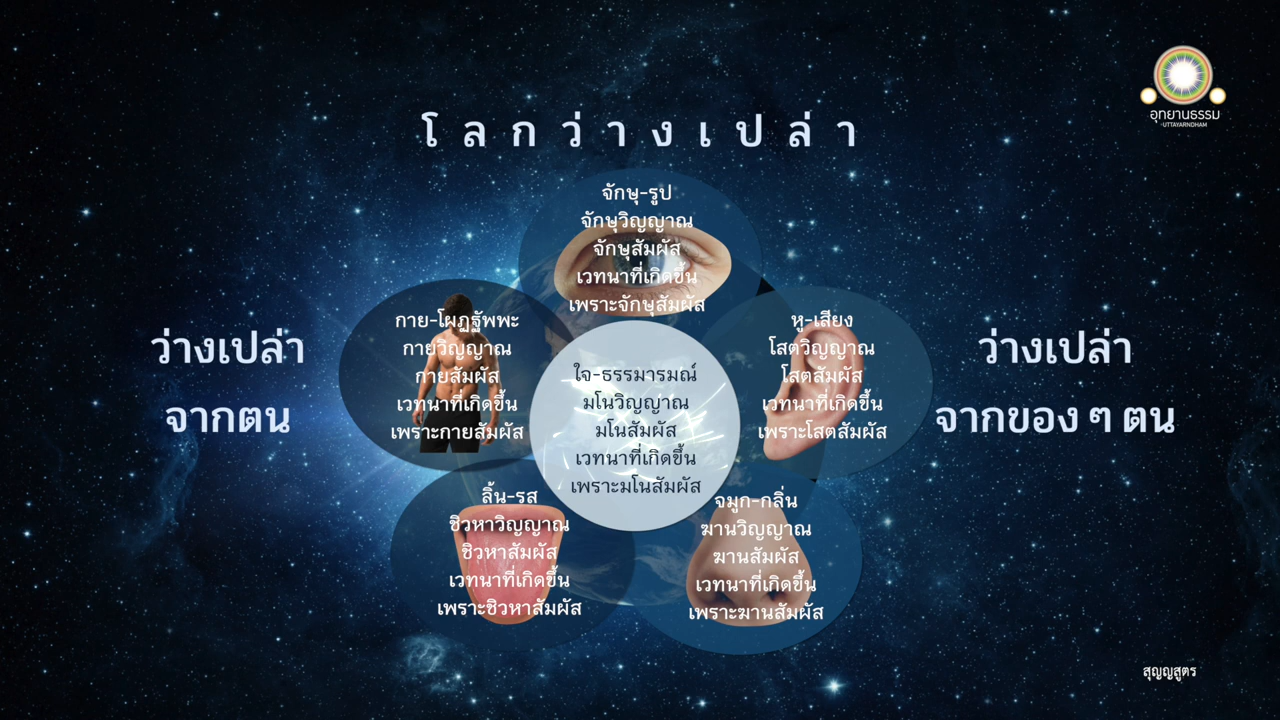 อุทยานธรรม
-UTTAYARNDHAM
โลกว่างเปล่า
จักษุ-รูป
จักษุวิญญาณ
จักษุสัมผัส
เวทนาที่เกิดขึ้น
เพราะจักษุสัมผัส
ว่างเปล่า
จากตน
กาย-โผฏฐัพพะ
กายวิญญาณ
กายสัมผัส
เวทนาที่เกิดขึ้น
เพราะกายสัมผัส
ใจ-ธรรมารมณ์
มโนวิญญาณ
มโนสัมผัส
เวทนาที่เกิดขึ้น
เพราะมโนสัมผัส
หู-เสียง
โสตวิญญาณ
โสตสัมผัส
เวทนาที่เกิดขึ้น
เพราะโสตสัมผัส
ว่างเปล่า
จากของ ๆ ตน
ลิ้น-รส
ชิวหาวิญญาณ
ชิวหาสัมผัส
เวทนาที่เกิดขึ้น
เพราะชิวหาสัมผัส
จมูก-กลิ่น
ฆานวิญญาณ
ฆานสัมผัส
เวทนาที่เกิดขึ้น
เพราะฆานสัมผัส
สุญญสูตร